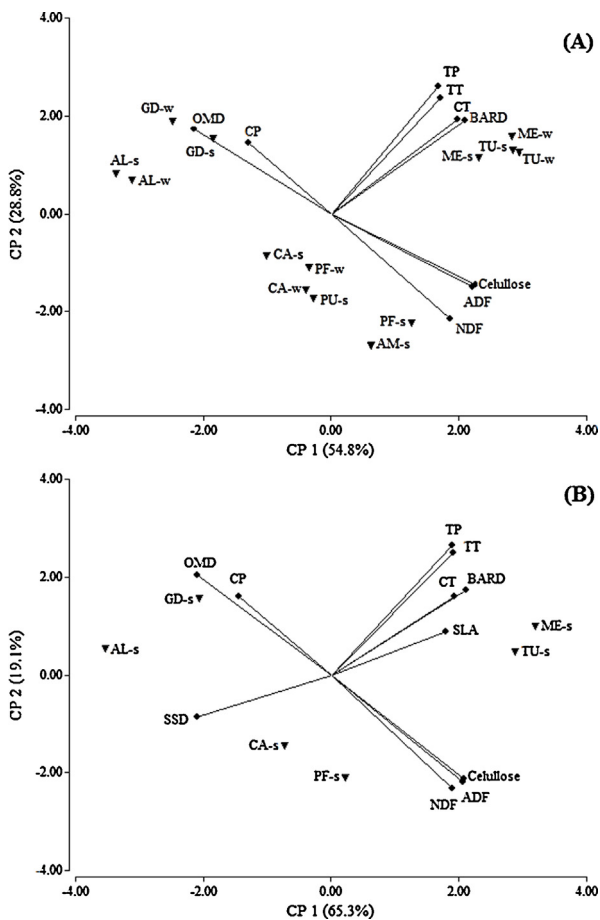 4.00
(A)
TP
TT
GD-w
OMD
CT
2.00
BARD
CP
ME-w
GD-s
TU-s
ME-s
TU-w
AL-s
AL-w
0.00
CP 2 (28.8%)
CA-s
PF-w
Celullose
CA-w
PU-s
ADF
-2.00
PF-s
NDF
AM-s
-4.00
-4.00 -2.00 0.00 2.00 4.00
CP 1 (54.8%)
4.00
(B)
TP
TT
OMD
CP
CT
BARD
2.00
GD-s
SLA
ME-s
AL-s
TU-s
0.00
CP 2 (19.1%)
SSD
CA-s
-2.00
PF-s
Celullose
NDF
ADF
-4.00
-4.00 -2.00 0.00 2.00 4.00
CP 1 (65.3%)